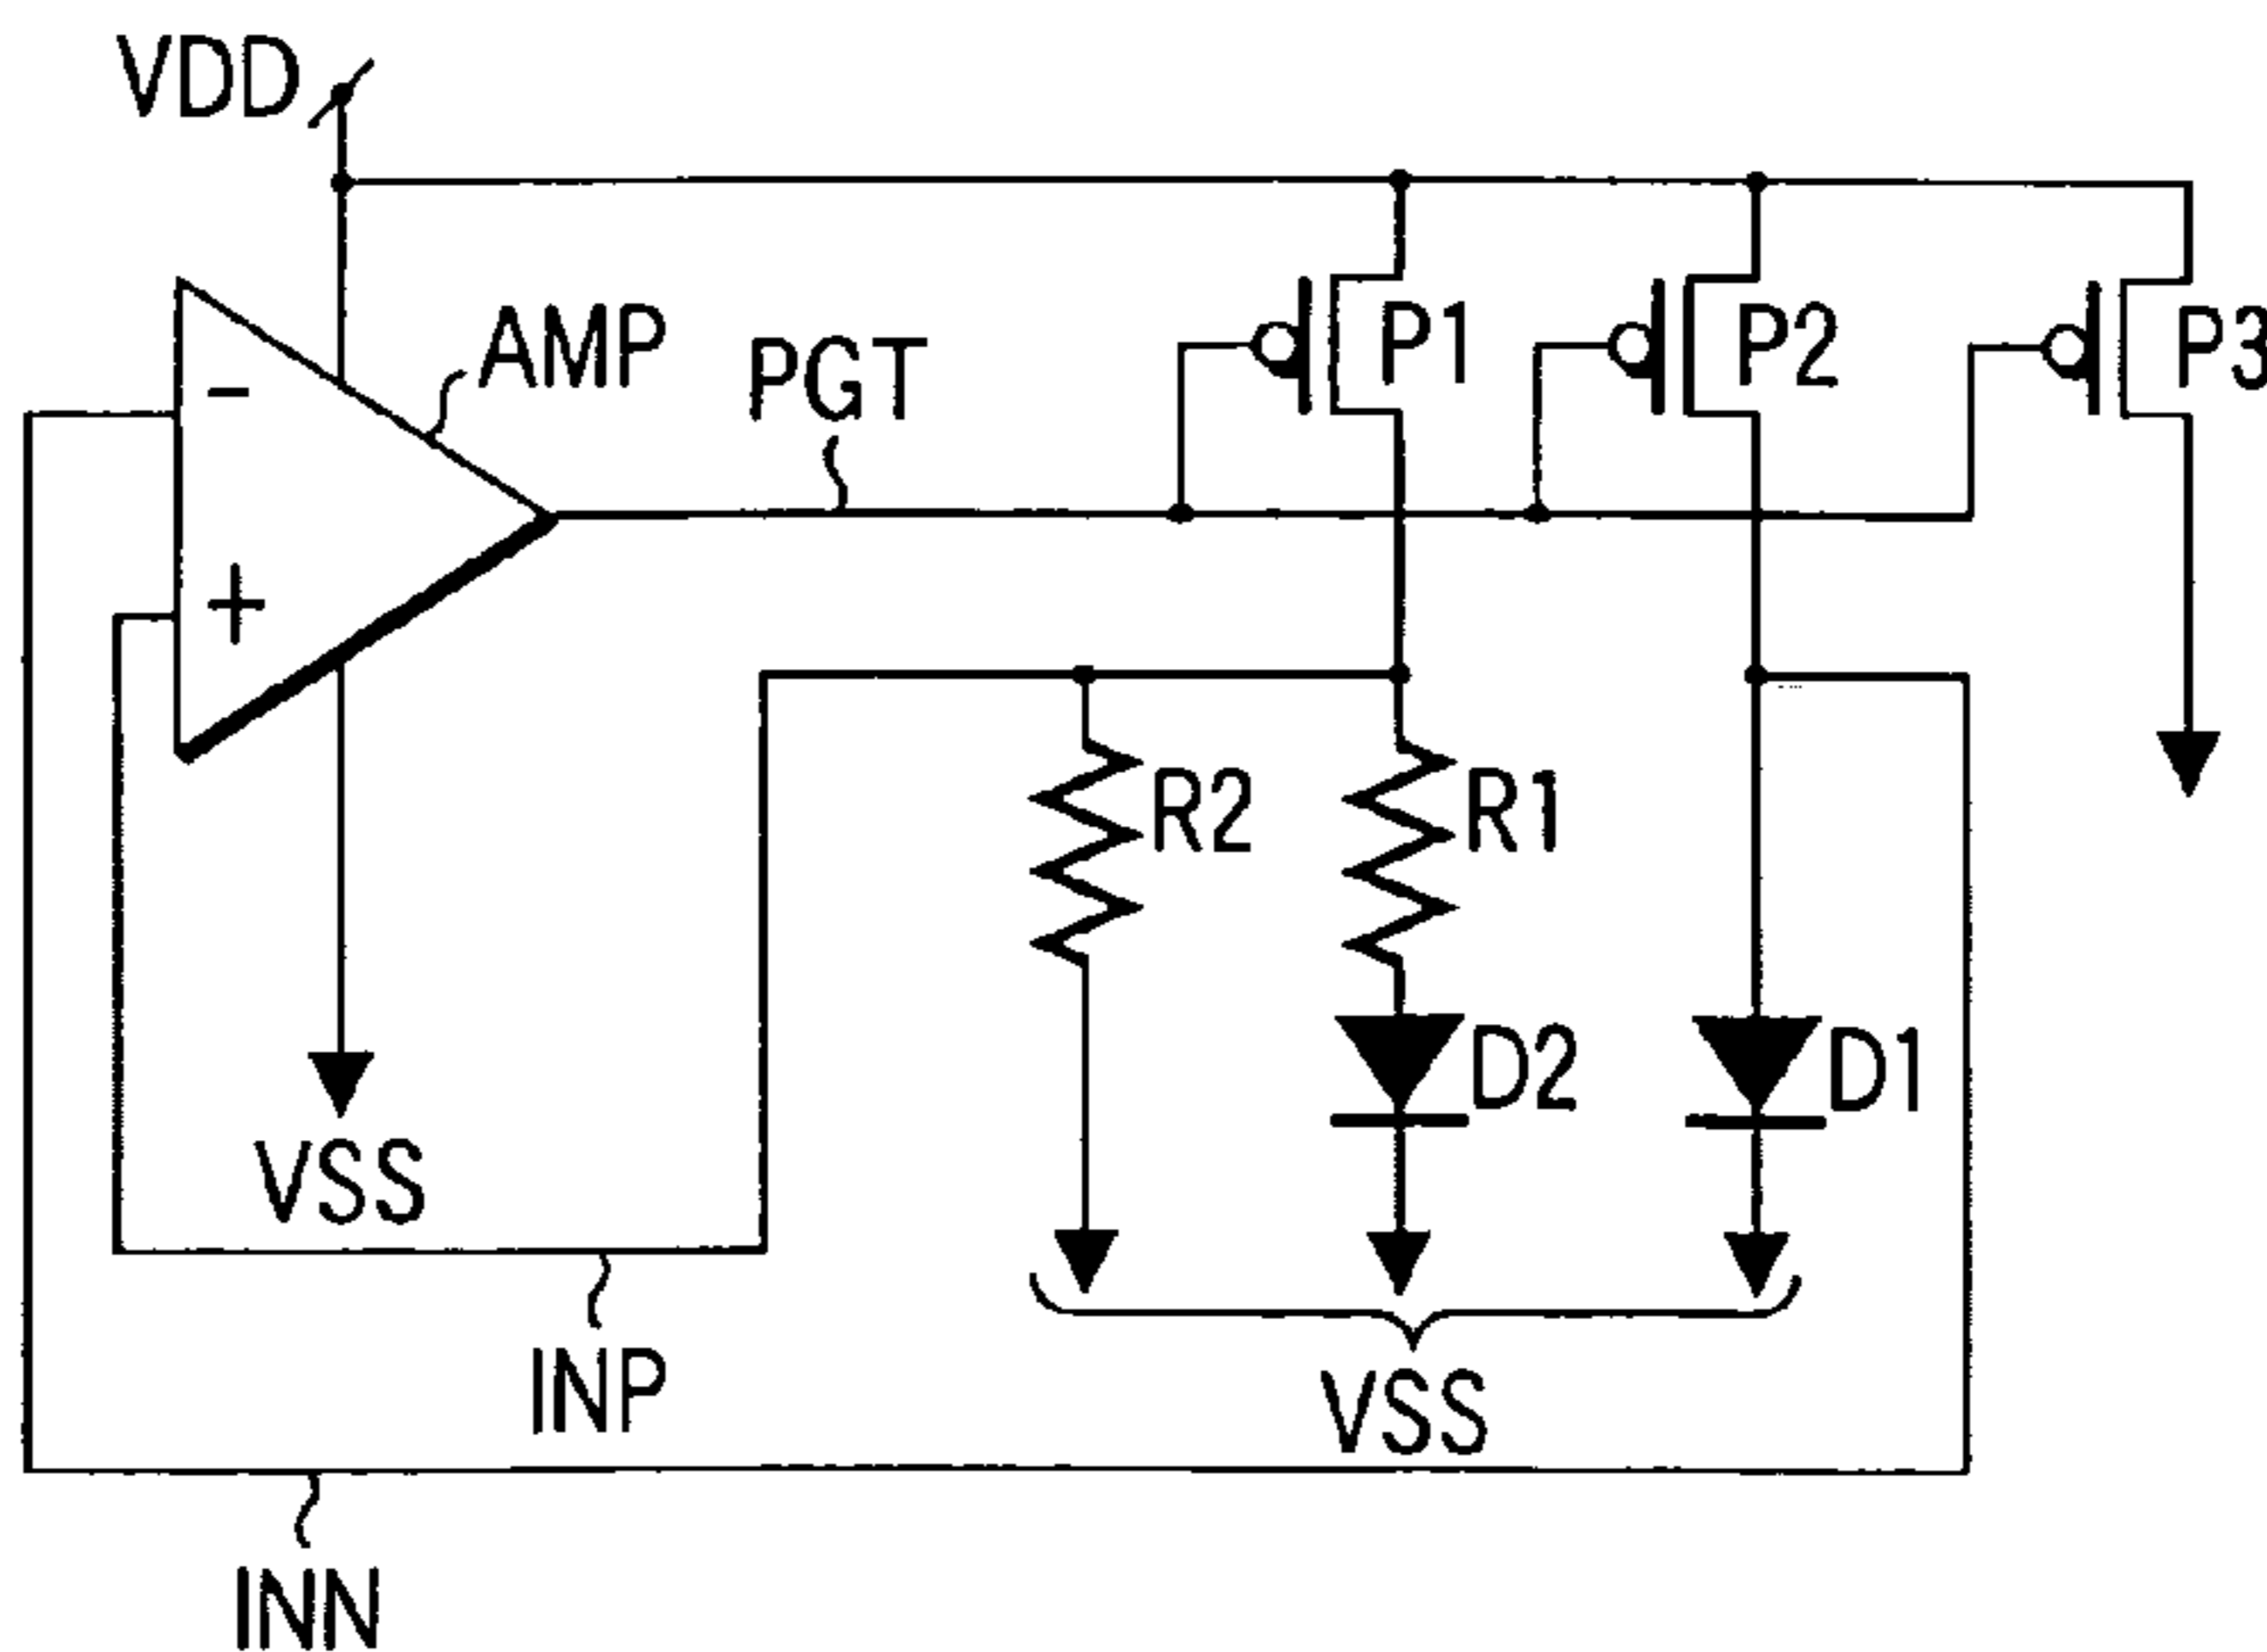 VDD
AMP
PGT
P1
P2
P3
-
+
R2
R1
D2
D1
VSS
INP
VSS
INN